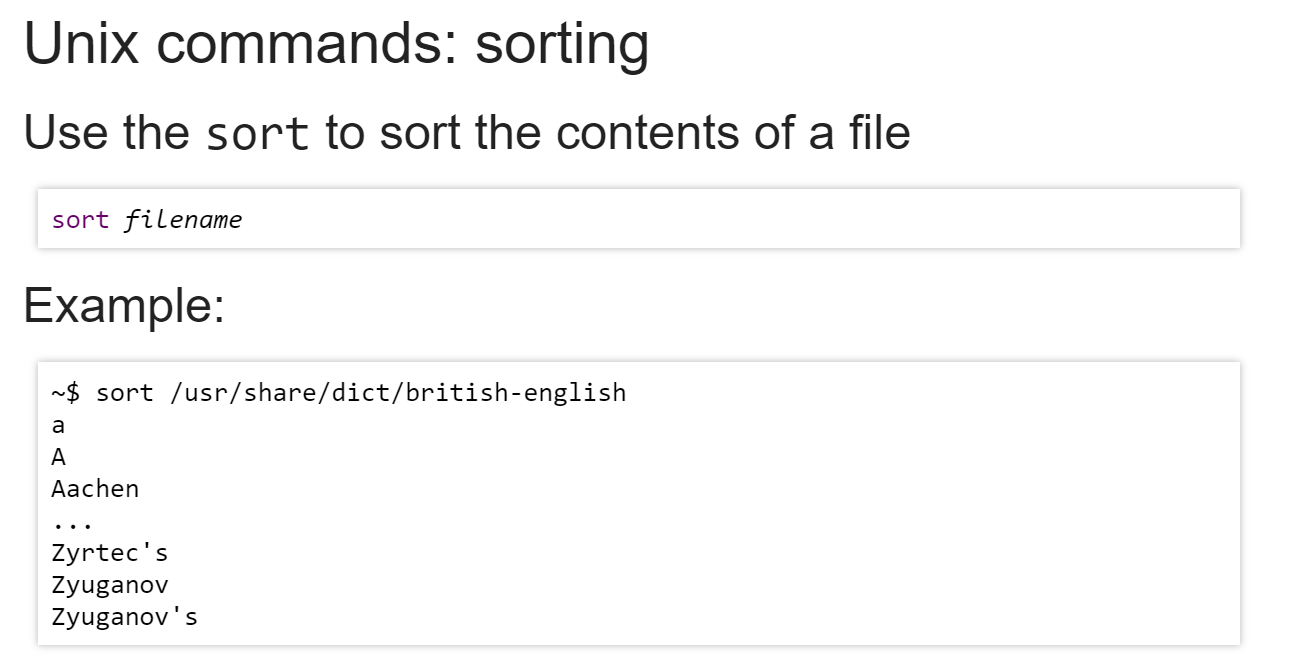 Unix commands: sorting
Use the sort to sort the contents of a file
sort filename
Example:
~$ sort /usr/share/dict/british-english
a
A
Aachen
...
Zyrtec's
Zyuganov
Zyuganov's